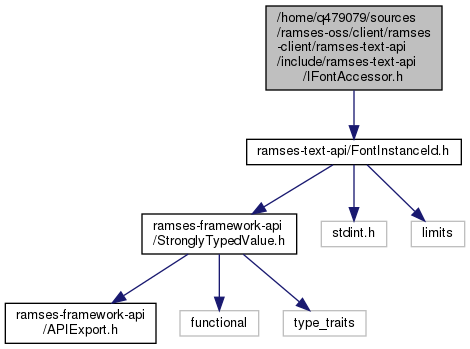 /home/q479079/sources
/ramses-oss/client/ramses
-client/ramses-text-api
/include/ramses-text-api
/IFontAccessor.h
ramses-text-api/FontInstanceId.h
ramses-framework-api
/StronglyTypedValue.h
stdint.h
limits
ramses-framework-api
/APIExport.h
functional
type_traits